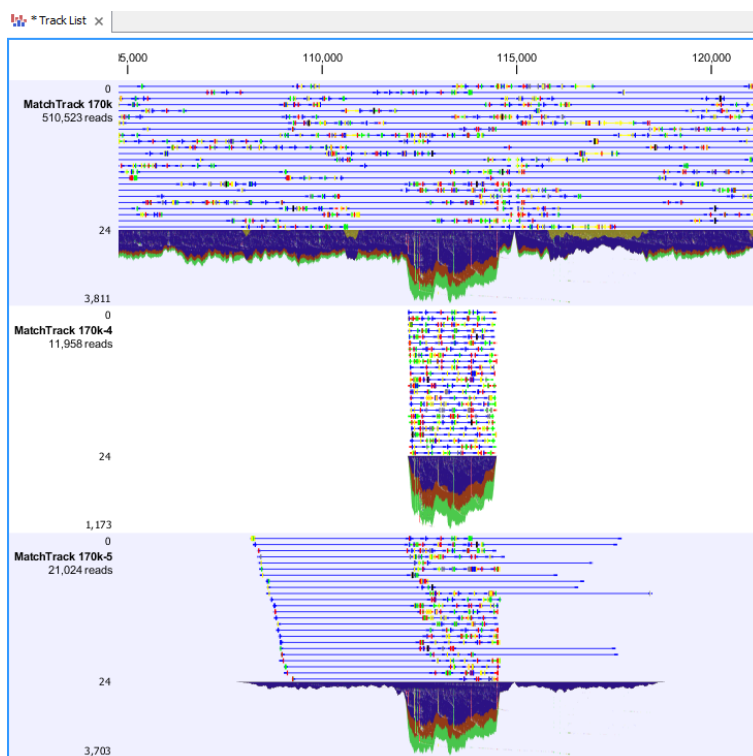 * Track List ×
5,000 110,000 115,000 120,000
0
MatchTrack 170k
510,523 reads
24
3,811
0
MatchTrack 170k-4
11,958 reads
24
1,173
0
MatchTrack 170k-5
21,024 reads
24
3,703